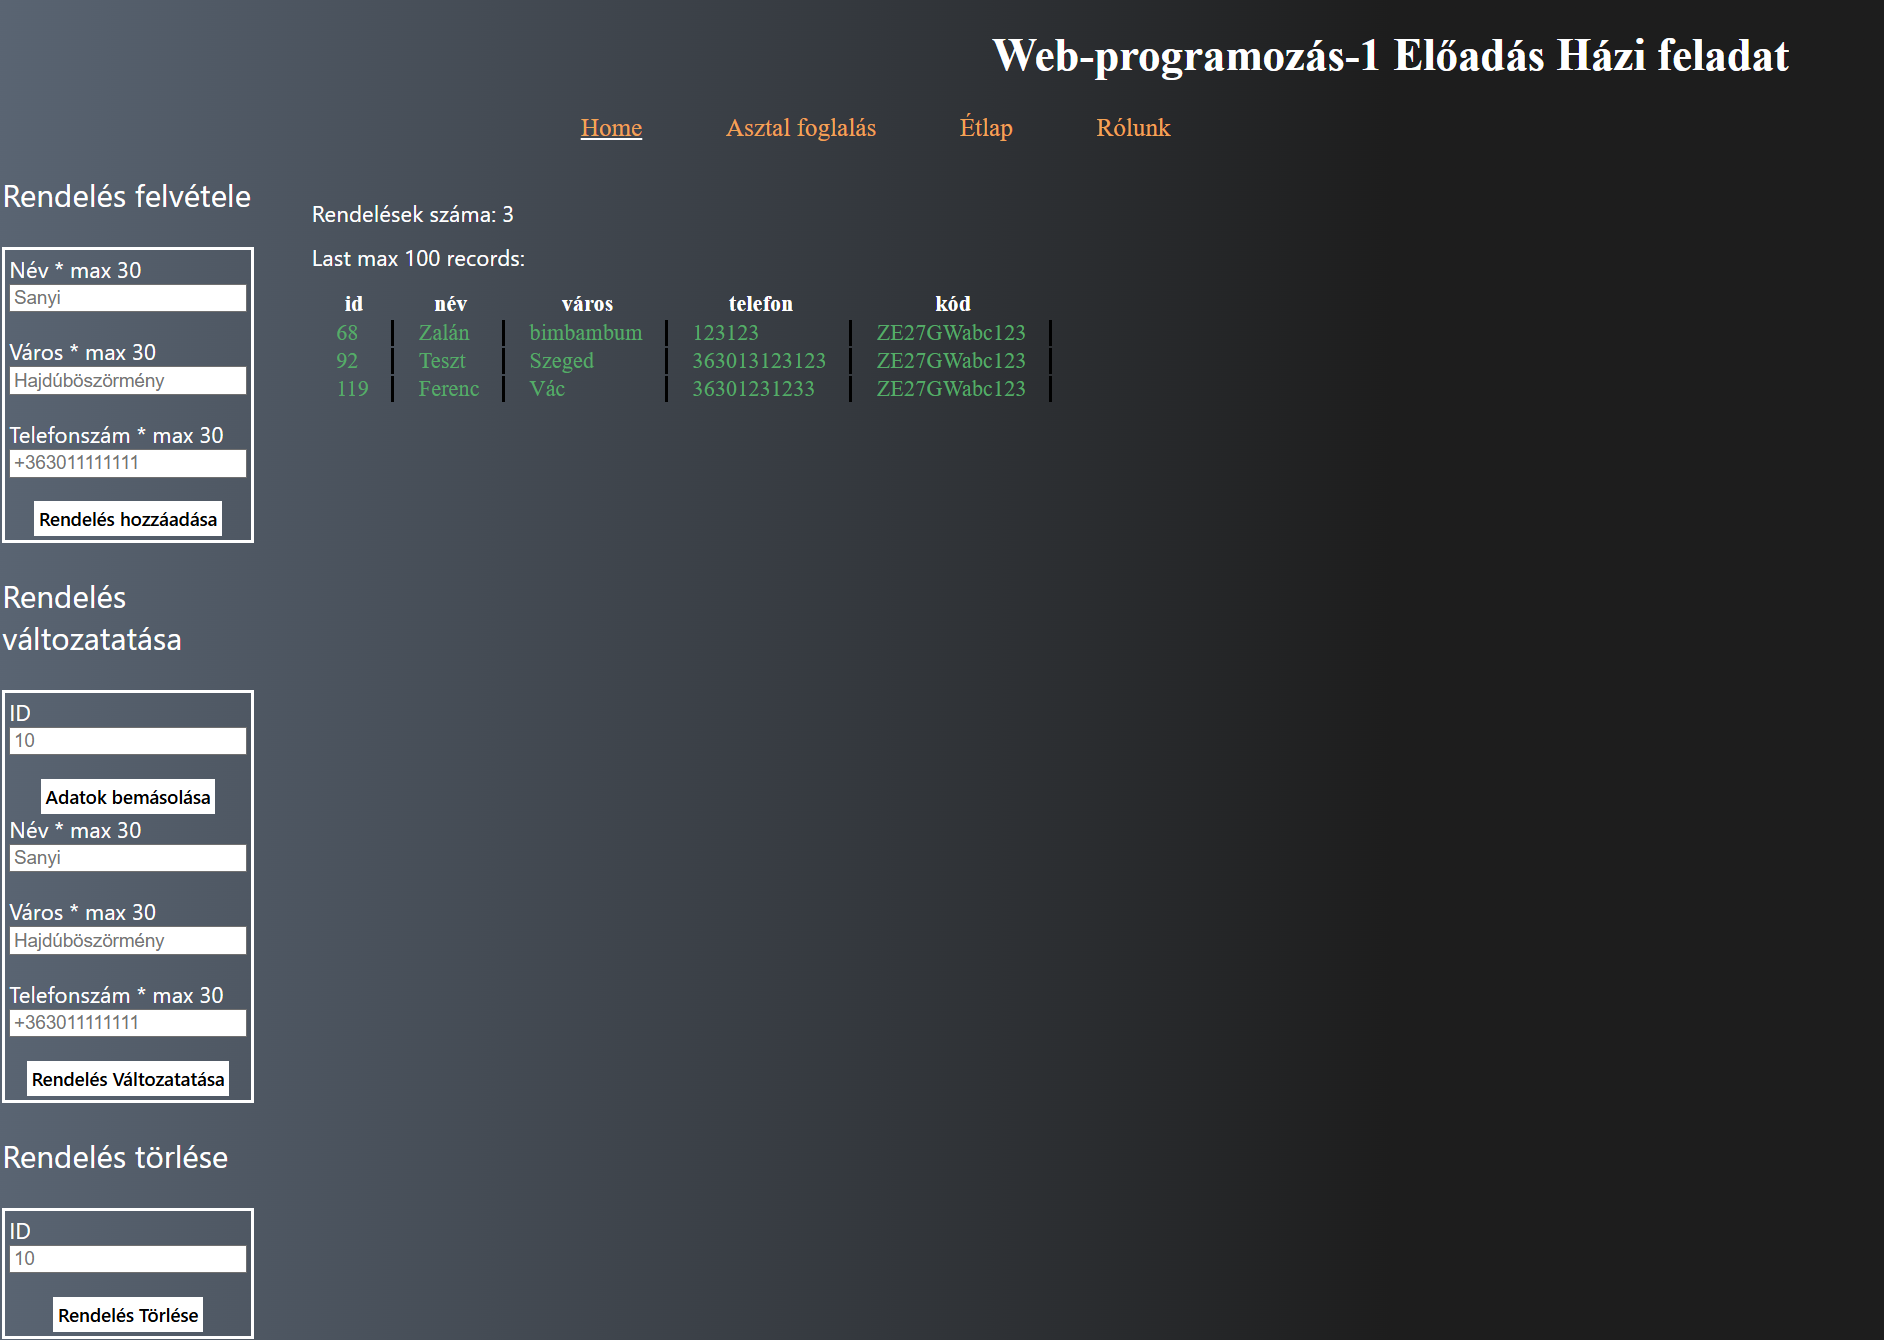 Web-programozás-1 Előadás Házi feladat
Home Asztal foglalás Étlap Rólunk
Rendelés felvétele
Név * max 30
Sanyi
Város * max 30
Hajdúböszörmény
Telefonszám * max 30
+363011111111
Rendelés hozzáadása
Rendelés
változatatása
ID
10
Adatok bemásolása
Név * max 30
Sanyi
Város * max 30
Hajdúböszörmény
Telefonszám * max 30
+363011111111
Rendelés Változatatása
Rendelés törlése
ID
10
Rendelés Törlése
Rendelések száma: 3
Last max 100 records:
id név város telefon kód
68 Zalán bimbambum 123123 ZE27GWabc123
92 Teszt Szeged 363013123123 ZE27GWabc123
119 Ferenc Vác 36301231233 ZE27GWabc123